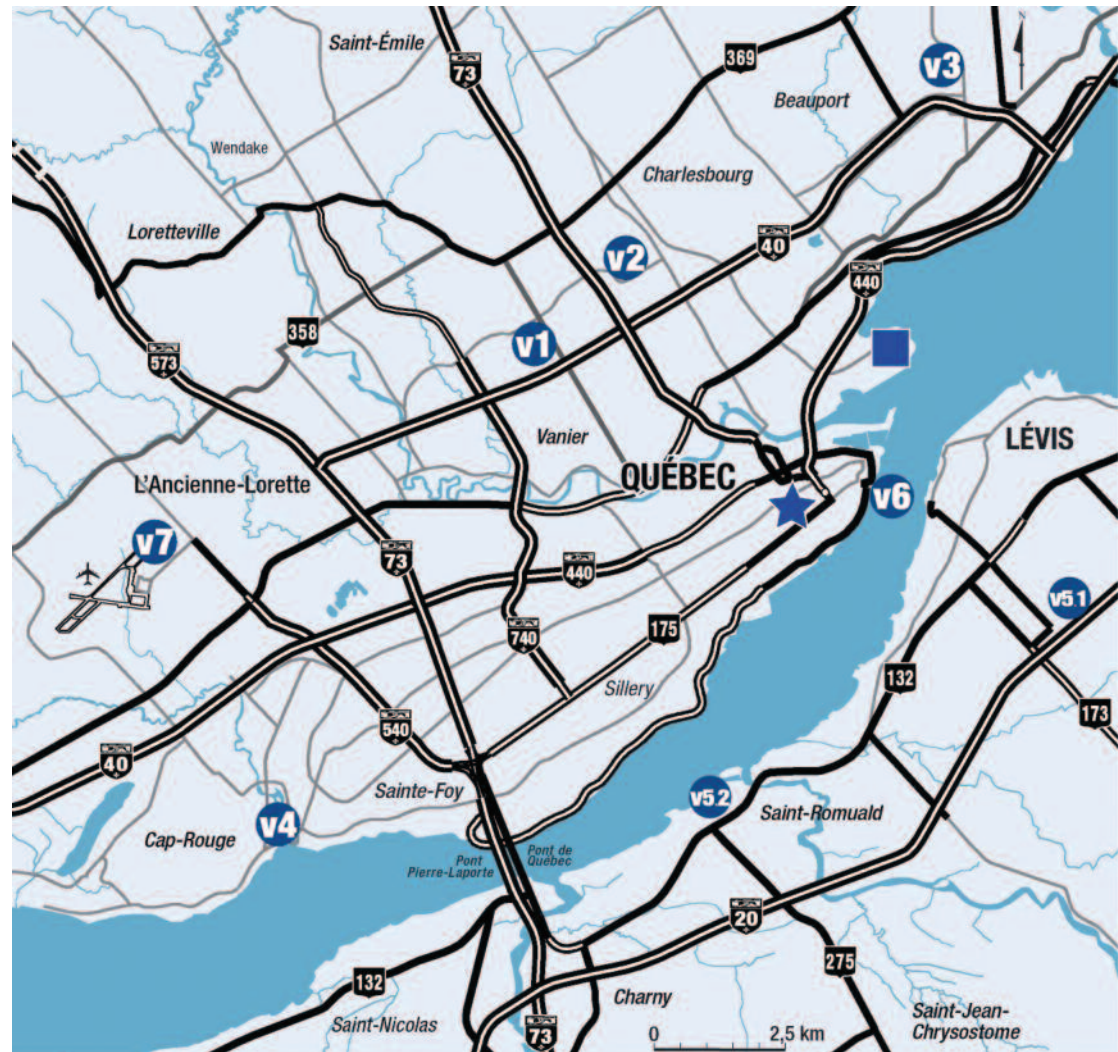 Saint-Émile
73
369
v3
N
Beauport
Wendake
Charlesbourg
Loretteville
40
v2
440
358
v1
573
Vanier
LÉVIS
QUÉBEC
L'Ancienne-Lorette
v6
v7
73
440
v5.1
175
740
Sillery
132
173
540
40
v5.2
Sainte-Foy
Saint-Romuald
v4
Cap-Rouge
Pont
Pierre-Laporte
Pont de
Québec
20
132
275
Charny
Saint-Nicolas
73
Saint-Jean-
Chrysostome
0
2,5 km